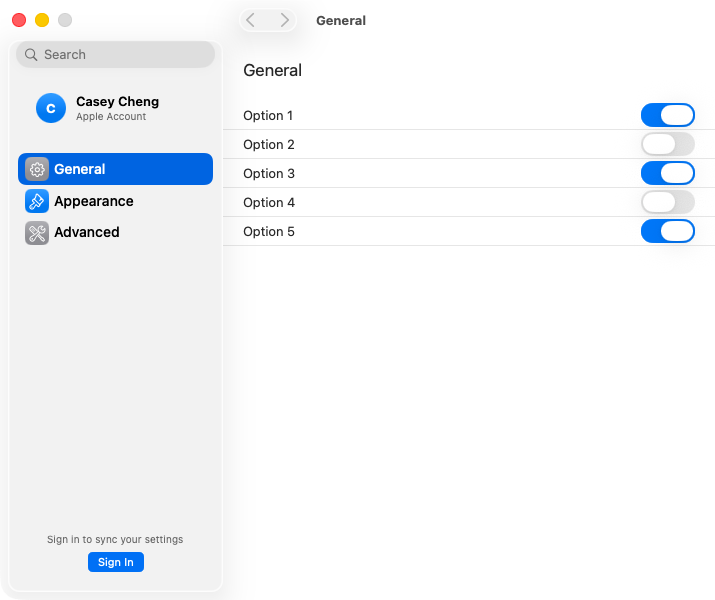 General
Search
Casey Cheng
Apple Account
C
General
Appearance
Advanced
Sign in to sync your settings
Sign In
General
Option 1
Option 2
Option 3
Option 4
Option 5